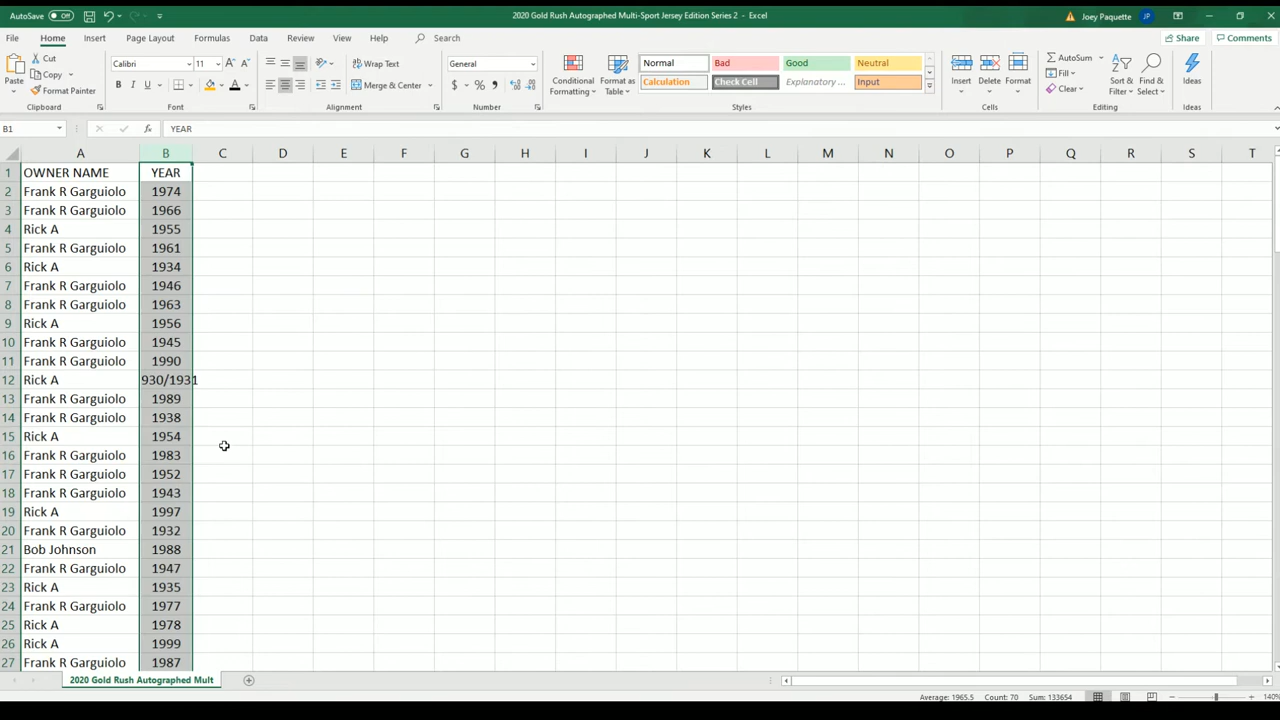 AutoSave Off 2020 Gold Rush Autographed Multi-Sport Jersey Edition Series 2 - Excel Joey Paquette JP
File Home Insert Page Layout Formulas Data Review View Help Search Share Comments
Paste Cut Copy Format Painter Clipboard
Calibri 11 A A B I U A Font
Wrap Text Merge & Center Alignment
General $ % , Number
Conditional Formatting Format as Table
Normal Bad Good Neutral
Calculation Check Cell Explanatory ... Input
Styles
Insert Delete Format Cells
AutoSum Fill Clear Sort & Filter Find & Select Editing
Ideas Ideas
B1 fx YEAR
A B C D E F G H I J K L M N O P Q R S T
1 OWNER NAME YEAR
2 Frank R Garguiolo 1974
3 Frank R Garguiolo 1966
4 Rick A 1955
5 Frank R Garguiolo 1961
6 Rick A 1934
7 Frank R Garguiolo 1946
8 Frank R Garguiolo 1963
9 Rick A 1956
10 Frank R Garguiolo 1945
11 Frank R Garguiolo 1990
12 Rick A 930/1931
13 Frank R Garguiolo 1989
14 Frank R Garguiolo 1938
15 Rick A 1954
16 Frank R Garguiolo 1983
17 Frank R Garguiolo 1952
18 Frank R Garguiolo 1943
19 Rick A 1997
20 Frank R Garguiolo 1932
21 Bob Johnson 1988
22 Frank R Garguiolo 1947
23 Rick A 1935
24 Frank R Garguiolo 1977
25 Rick A 1978
26 Rick A 1999
27 Frank R Garguiolo 1987
2020 Gold Rush Autographed Mult
Average: 1965.5 Count: 70 Sum: 133654 140%